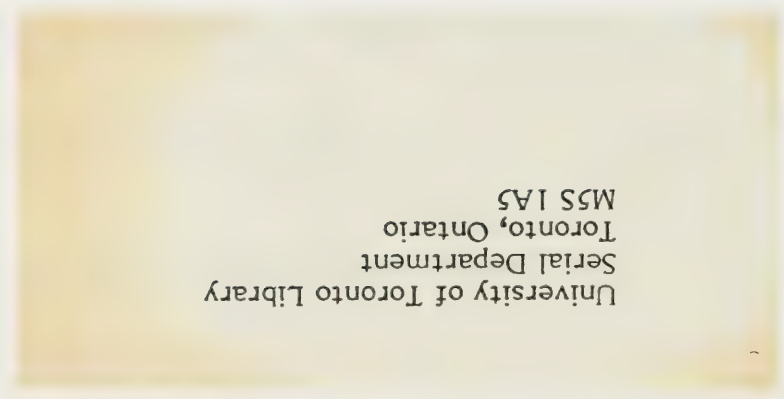 University of Toronto Library
Serial Department
Toronto, Ontario
M5S 1A5